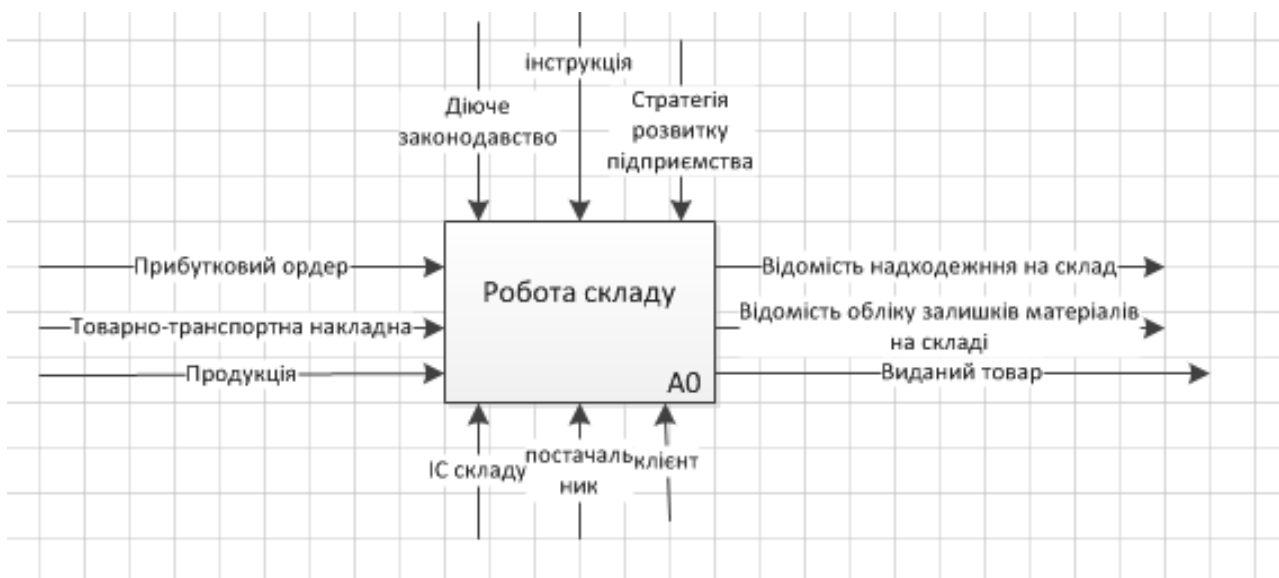 інструкція
Діюче
законодавство
Стратегія
розвитку
підприємства
Прибутковий ордер
Товарно-транспортна накладна
Продукція
Робота складу
А0
Відомість надходежння на склад
Відомість обліку залишків матеріалів
на складі
Виданий товар
ІС складу
постачаль
ник
клієнт